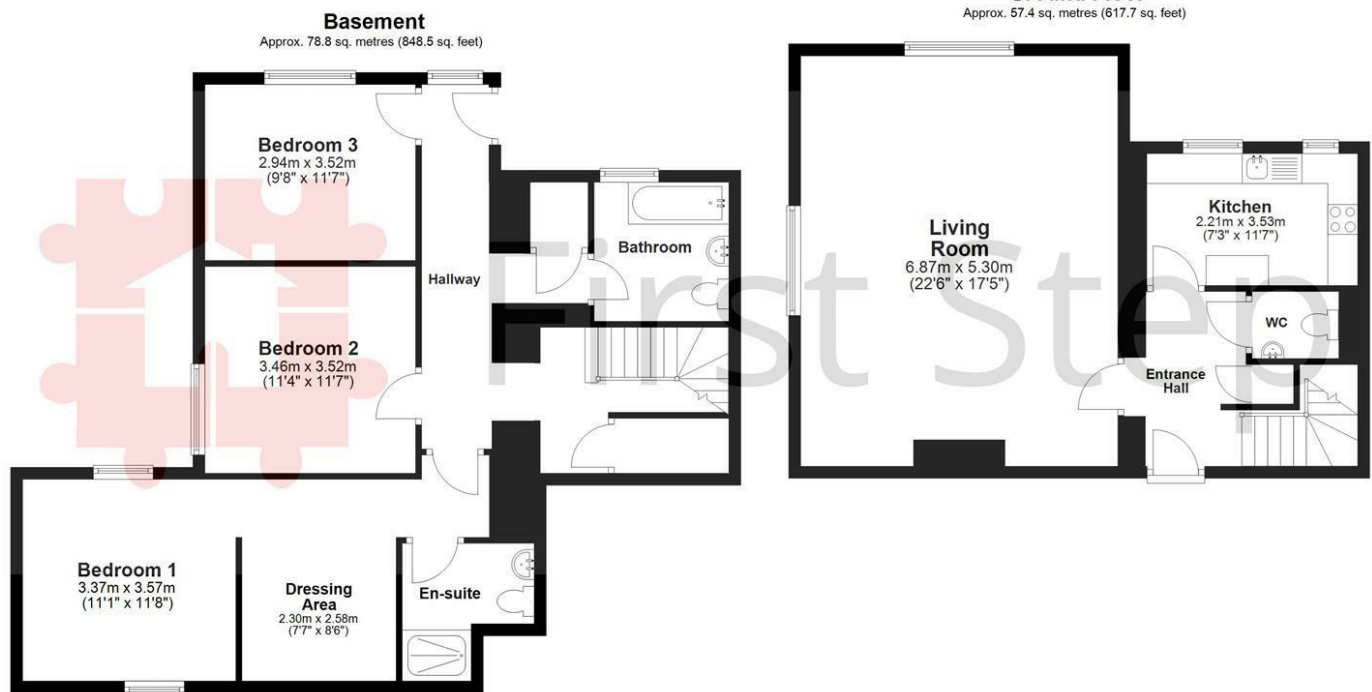 Basement
Approx. 78.8 sq. metres (848.5 sq. feet)
Bedroom 3
2.94m x 3.52m
(9'8" x 11'7")
Hallway
Bathroom
Bedroom 2
3.46m x 3.52m
(11'4" x 11'7")
Bedroom 1
3.37m x 3.57m
(11'1" x 11'8")
Dressing
Area
2.30m x 2.58m
(7'7" x 8'6")
En-suite
Approx. 57.4 sq. metres (617.7 sq. feet)
Living
Room
6.87m x 5.30m
(22'6" x 17'5")
Kitchen
2.21m x 3.53m
(7'3" x 11'7")
WC
Entrance
Hall
First Step